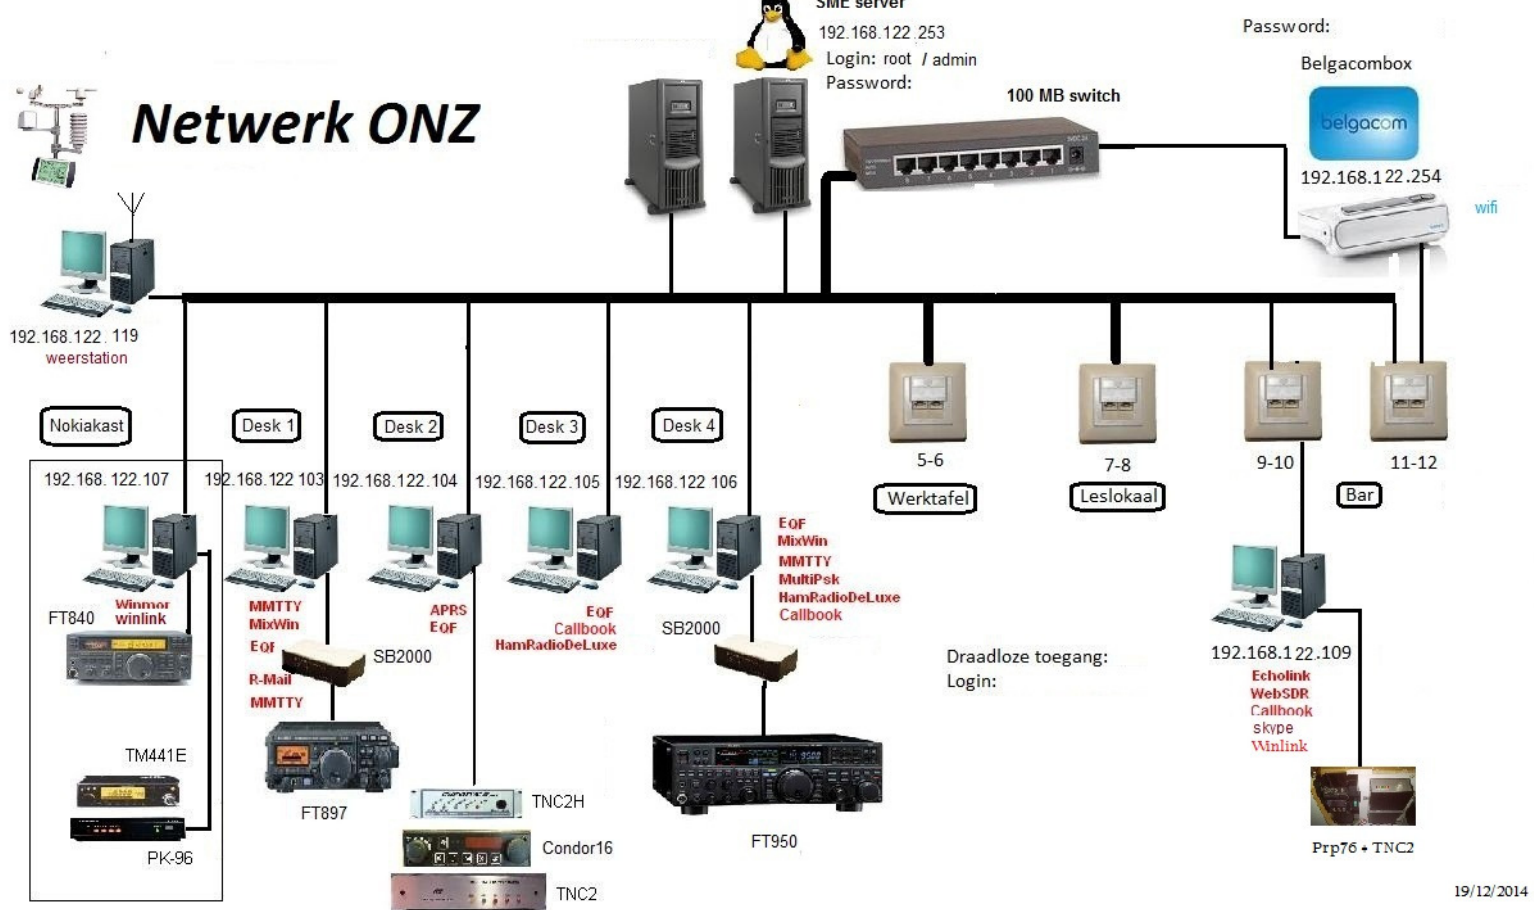 SME server
192.168.122.253
Login: root / admin
Password:
Password:
Belgacombox
belgacom
192.168.122.254
wifi
100 MB switch
Netwerk ONZ
192.168.122.119
weerstation
Nokiakast
Desk 1
Desk 2
Desk 3
Desk 4
5-6
7-8
9-10
11-12
Werktafel
Leslokaal
Bar
192.168.122.107
192.168.122 103
192.168.122.104
192.168.122.105
192.168.122 106
FT840
Winmor
winlink
MMTTY
MixWin
EQF
R-Mail
MMTTY
SB2000
APRS
EQF
EQF
Callbook
HamRadioDeLuxe
SB2000
EQF
MixWin
MMTTY
MultiPsk
HamRadioDeLuxe
Callbook
Draadloze toegang:
Login:
192.168.122.109
Echolink
WebSDR
Callbook
skype
Winlink
TM441E
PK-96
FT897
TNC2H
Condor16
TNC2
FT950
Prp76 + TNC2
19/12/2014